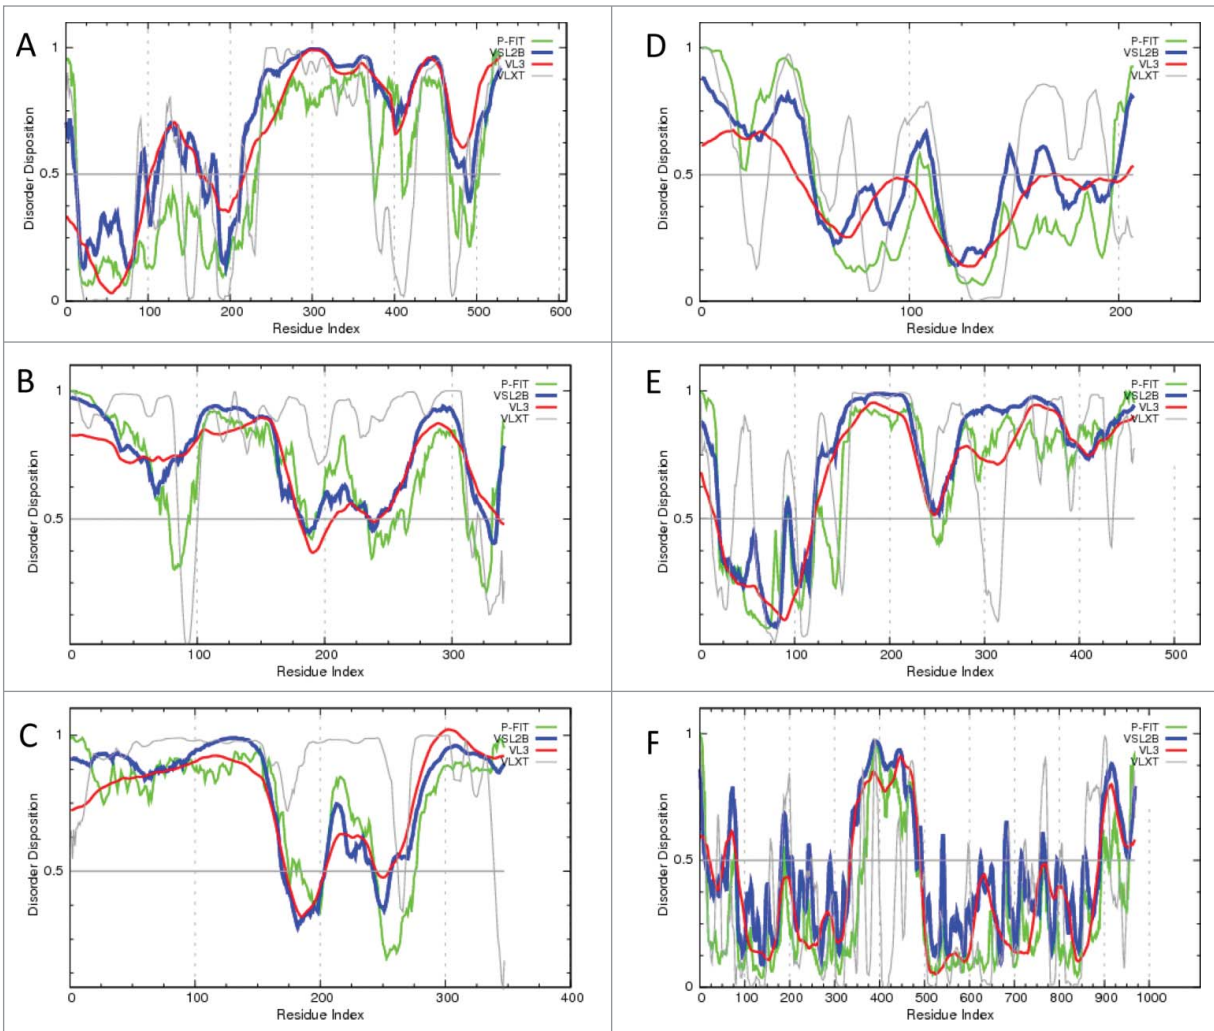 A
P-FIT
VSL2B
VL3
VLXT
1
0.5
0
Disorder Disposition
0 100 200 300 400 500 600
Residue Index
D
P-FIT
VSL2B
VL3
VLXT
1
0.5
0
Disorder Disposition
0 100 200
Residue Index
B
P-FIT
VSL2B
VL3
VLXT
1
0.5
Disorder Disposition
0 100 200 300
Residue Index
E
P-FIT
VSL2B
VL3
VLXT
1
0.5
Disorder Disposition
0 100 200 300 400 500
Residue Index
C
P-FIT
VSL2B
VL3
VLXT
1
0.5
Disorder Disposition
0 100 200 300 400
Residue Index
F
P-FIT
VSL2B
VL3
VLXT
1
0.5
0
Disorder Disposition
0 100 200 300 400 500 600 700 800 900 1000
Residue Index